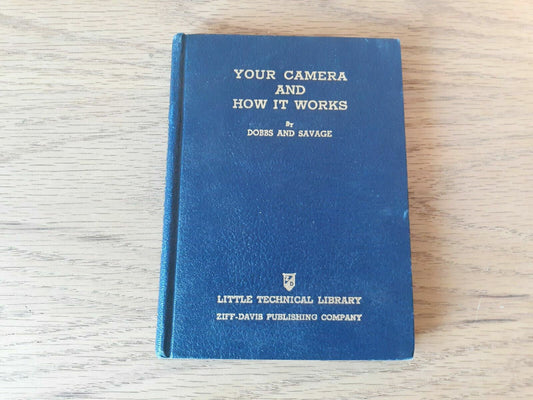 YOUR CAMERA
AND
HOW IT WORKS
By
DOBBS AND SAVAGE
LITTLE TECHNICAL LIBRARY
ZIFF-DAVIS PUBLISHING COMPANY